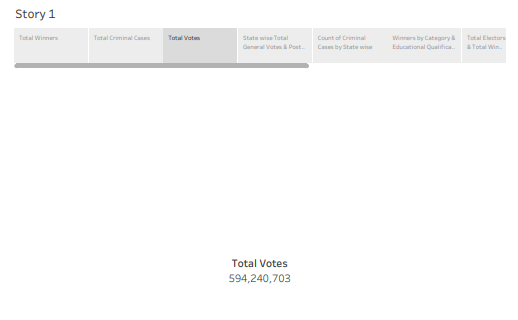 Story 1
Total Winners
Total Criminal Cases
Total Votes
State wise Total
General Votes & Post..
Count of Criminal
Cases by State wise
Winners by Category &
Educational Qualifica..
Total Electors
& Total Win..
Total Votes
594,240,703